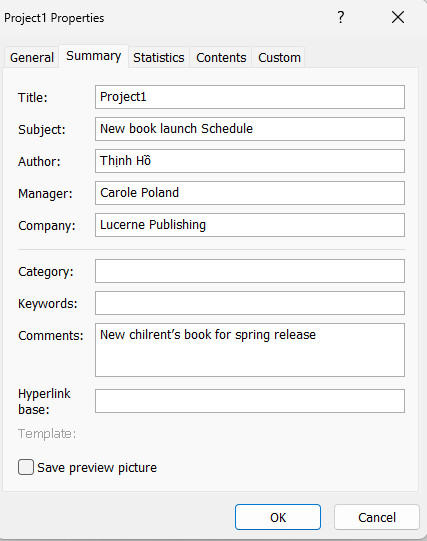 Project1 Properties ? ×
General Summary Statistics Contents Custom
Title: Project1
Subject: New book launch Schedule
Author: Thịnh Hồ
Manager: Carole Poland
Company: Lucerne Publishing
Category:
Keywords:
Comments: New chilrent’s book for spring release
Hyperlink
base:
Template:
Save preview picture
OK Cancel